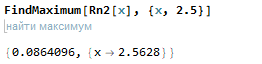 FindMaximum[Rn2[x], {x, 2.5}]
найти максимум
{0.0864096, {x → 2.5628}}